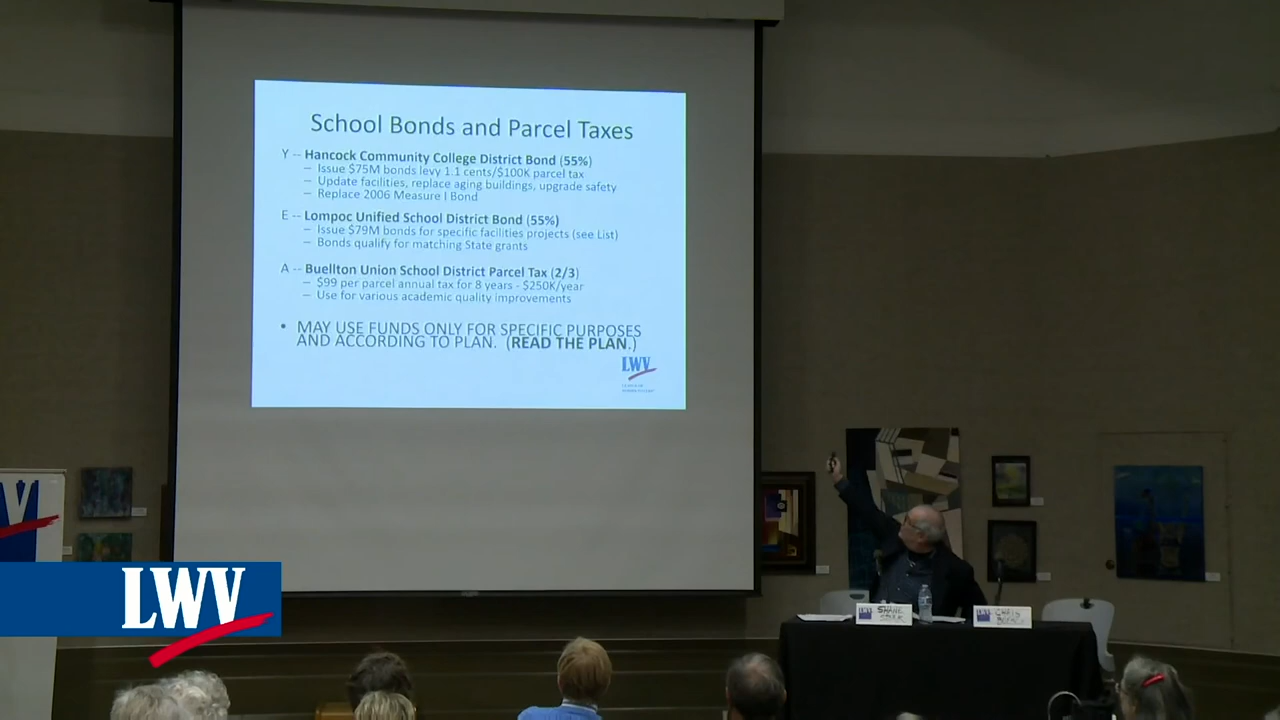 School Bonds and Parcel Taxes
Y -- Hancock Community College District Bond (55%)
– Issue $75M bonds levy 1.1 cents/$100K parcel tax
– Update facilities, replace aging buildings, upgrade safety
– Replace 2006 Measure I Bond
E -- Lompoc Unified School District Bond (55%)
– Issue $79M bonds for specific facilities projects (see List)
– Bonds qualify for matching State grants
A -- Buellton Union School District Parcel Tax (2/3)
– $99 per parcel annual tax for 8 years - $250K/year
– Use for various academic quality improvements
• MAY USE FUNDS ONLY FOR SPECIFIC PURPOSES
AND ACCORDING TO PLAN. (READ THE PLAN.)
LWV
LWV
SHANE
CHRIS